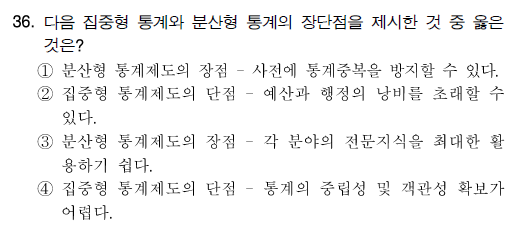 36. 다음 집중형 통계와 분산형 통계의 장단점을 제시한 것 중 옳은
것은?
① 분산형 통계제도의 장점 - 사전에 통계중복을 방지할 수 있다.
② 집중형 통계제도의 단점 - 예산과 행정의 낭비를 초래할 수
있다.
③ 분산형 통계제도의 장점 - 각 분야의 전문지식을 최대한 활
용하기 쉽다.
④ 집중형 통계제도의 단점 - 통계의 중립성 및 객관성 확보가
어렵다.